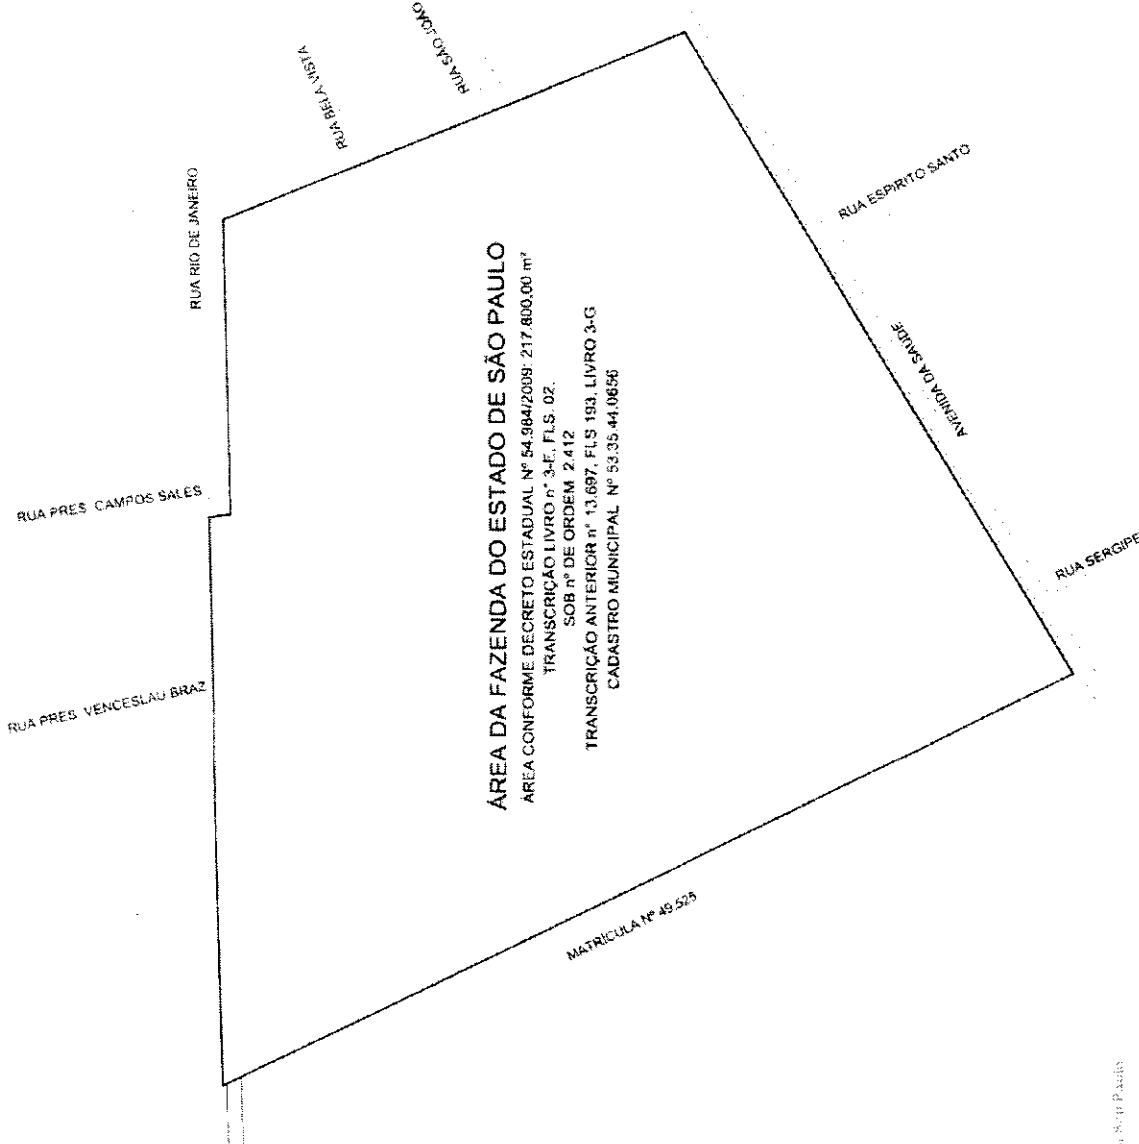 RUA SÃO JOÃO
RUA BELA VISTA
RUA RIO DE JANEIRO
RUA PRES. CAMPOS SALES
RUA PRES. VENCESLAU BRAZ
ÁREA DA FAZENDA DO ESTADO DE SÃO PAULO
ÁREA CONFORME DECRETO ESTADUAL Nº 54.984/2009: 217.800,00 m²
TRANSCRIÇÃO LIVRO nº 3-E, FLS. 02.
SOB nº DE ORDEM 2.412
TRANSCRIÇÃO ANTERIOR nº 13.697, FLS 193, LIVRO 3-G
CADASTRO MUNICIPAL Nº 53.35.44.0656
RUA ESPIRITO SANTO
AVENIDA DA SAÚDE
RUA SERGIPE
MATRÍCULA Nº 49.525
Paulo